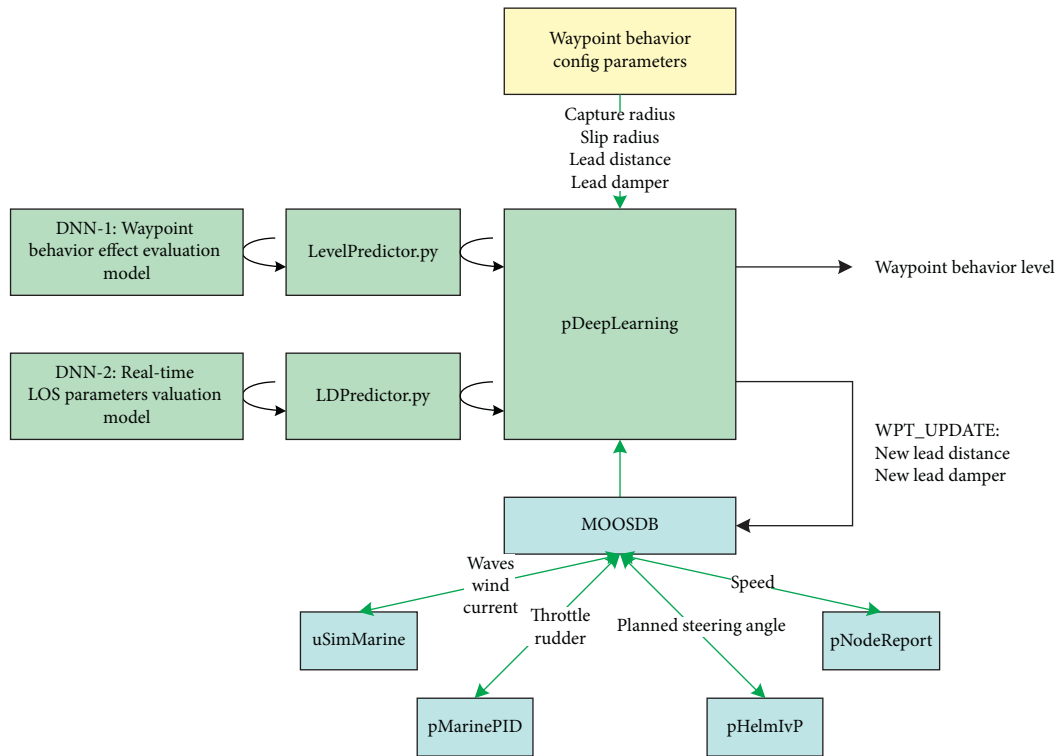 Waypoint behavior
config parameters
Capture radius
Slip radius
Lead distance
Lead damper
DNN-1: Waypoint
behavior effect evaluation
model
LevelPredictor.py
pDeepLearning
Waypoint behavior level
DNN-2: Real-time
LOS parameters valuation
model
LDPredictor.py
WPT_UPDATE:
New lead distance
New lead damper
MOOSDB
Waves
wind
current
Throttle
rudder
Planned steering angle
Speed
uSimMarine
pNodeReport
pMarinePID
pHelmIvP